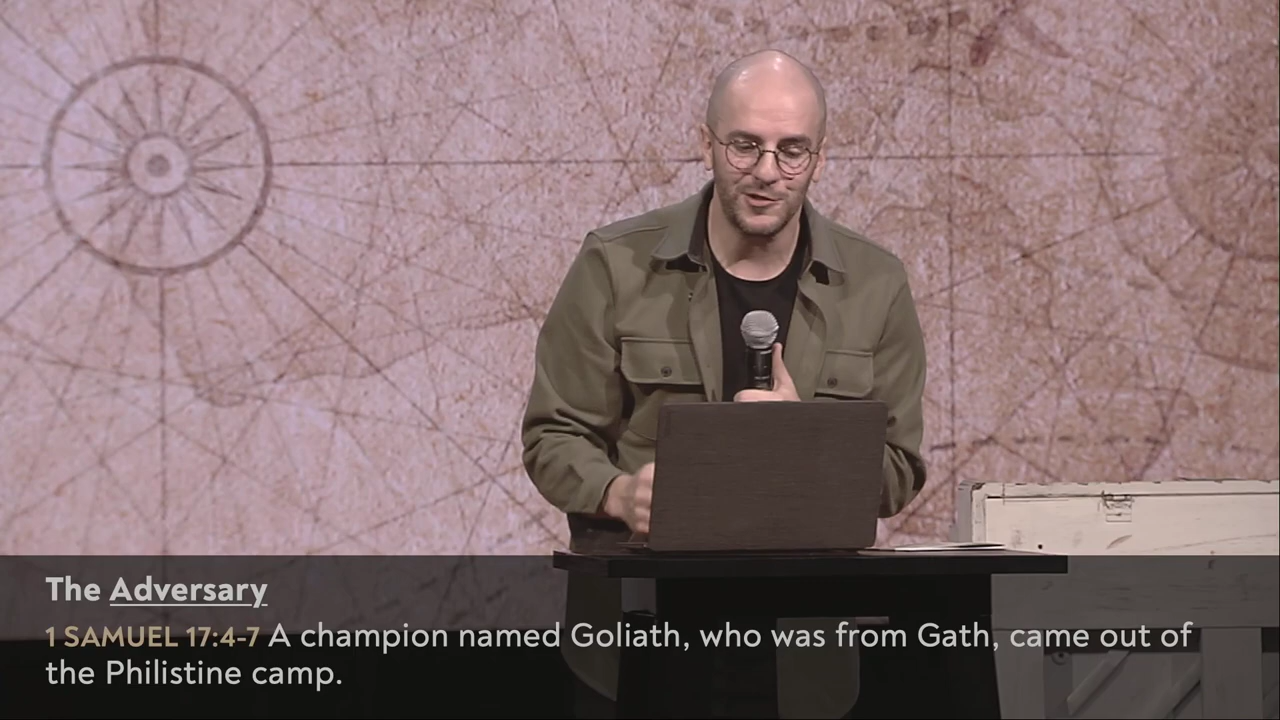 The Adversary
1 SAMUEL 17:4-7 A champion named Goliath, who was from Gath, came out of
the Philistine camp.